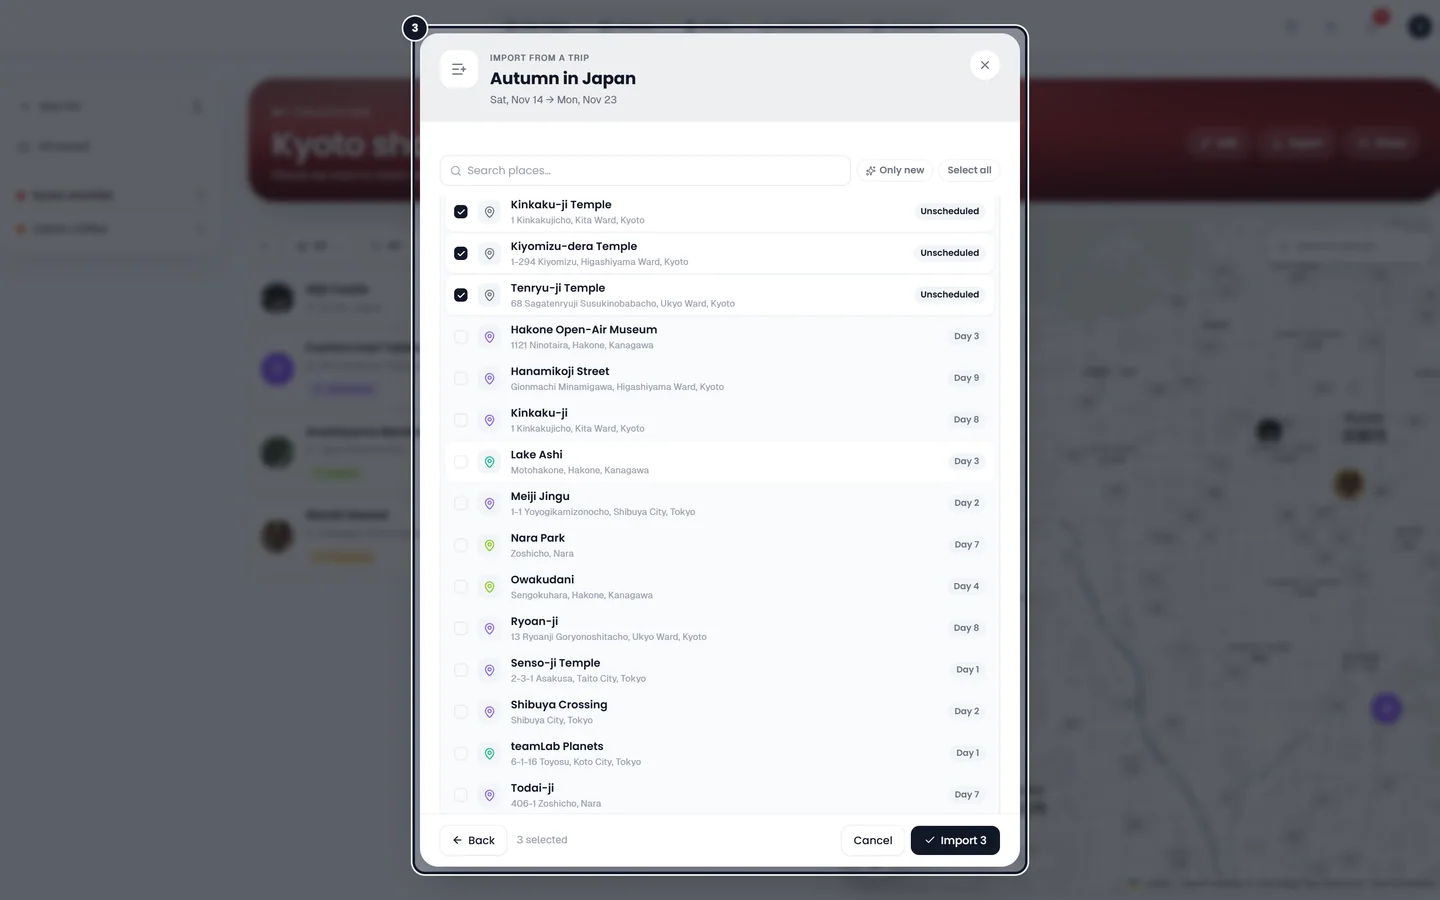 3
IMPORT FROM A TRIP
Autumn in Japan
Sat, Nov 14 → Mon, Nov 23
Search places...
Only new
Select all
Kinkaku-ji Temple
1 Kinkakujicho, Kita Ward, Kyoto
Unscheduled
Kiyomizu-dera Temple
1-294 Kiyomizu, Higashiyama Ward, Kyoto
Unscheduled
Tenryu-ji Temple
68 Sagatenryuji Susukinobabacho, Ukyo Ward, Kyoto
Unscheduled
Hakone Open-Air Museum
1121 Ninotaira, Hakone, Kanagawa
Day 3
Hanamikoji Street
Gionmachi Minamigawa, Higashiyama Ward, Kyoto
Day 9
Kinkaku-ji
1 Kinkakujicho, Kita Ward, Kyoto
Day 8
Lake Ashi
Motohakone, Hakone, Kanagawa
Day 3
Meiji Jingu
1-1 Yoyogikamizonocho, Shibuya City, Tokyo
Day 2
Nara Park
Zoshicho, Nara
Day 7
Owakudani
Sengokuhara, Hakone, Kanagawa
Day 4
Ryoan-ji
13 Ryoanji Goryonoshitacho, Ukyo Ward, Kyoto
Day 8
Senso-ji Temple
2-3-1 Asakusa, Taito City, Tokyo
Day 1
Shibuya Crossing
Shibuya City, Tokyo
Day 2
teamLab Planets
6-1-16 Toyosu, Koto City, Tokyo
Day 1
Todai-ji
406-1 Zoshicho, Nara
Day 7
Back
3 selected
Cancel
Import 3
Kyoto sh